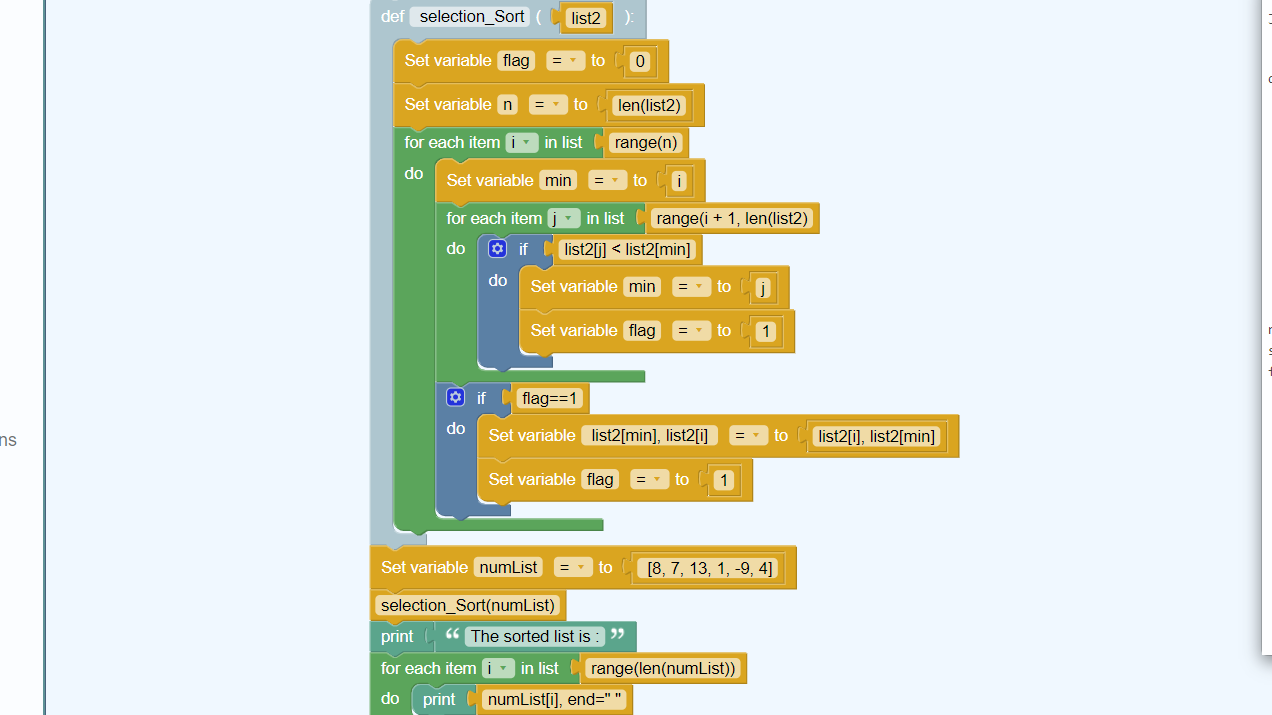 def selection_Sort ( list2 ):
Set variable flag = to 0
Set variable n = to len(list2)
for each item i in list range(n)
do Set variable min = to i
for each item j in list range(i + 1, len(list2)
do if list2[j] < list2[min]
do Set variable min = to j
Set variable flag = to 1
if flag==1
do Set variable list2[min], list2[i] = to list2[i], list2[min]
ns
Set variable flag = to 1
Set variable numList = to [8, 7, 13, 1, -9, 4]
selection_Sort(numList)
print “ The sorted list is : ”
for each item i in list range(len(numList))
do print numList[i], end=" "